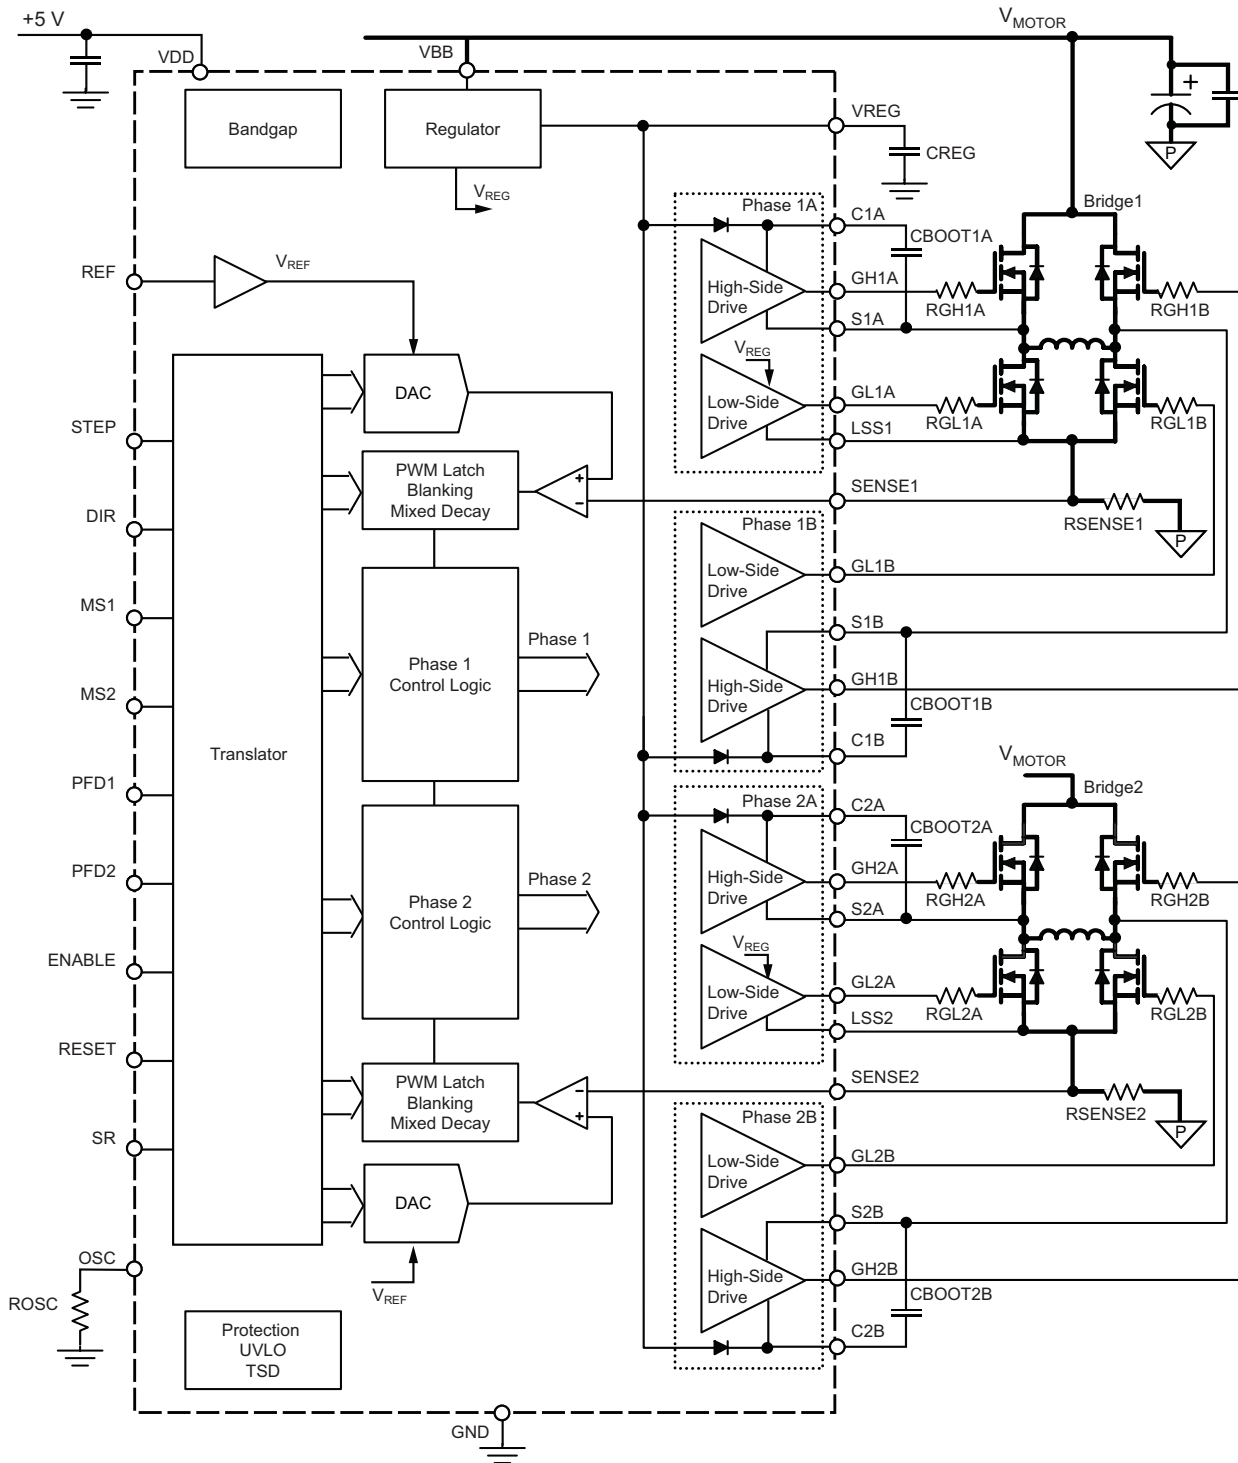 +5 V
VDD
VBB
VMOTOR
+
P
Bandgap
Regulator
VREG
VREG
CREG
Phase 1A
C1A
CBOOT1A
Bridge1
High-Side
Drive
GH1A
RGH1A
RGH1B
S1A
REF
VREF
VREG
Low-Side
Drive
GL1A
RGL1A
RGL1B
LSS1
DAC
STEP
PWM Latch
Blanking
Mixed Decay
+
–
SENSE1
RSENSE1
P
DIR
Phase 1B
Low-Side
Drive
GL1B
MS1
S1B
Phase 1
Control Logic
Phase 1
High-Side
Drive
GH1B
CBOOT1B
MS2
C1B
Translator
VMOTOR
PFD1
Phase 2A
C2A
CBOOT2A
Bridge2
High-Side
Drive
GH2A
RGH2A
RGH2B
S2A
PFD2
Phase 2
Control Logic
Phase 2
VREG
Low-Side
Drive
GL2A
RGL2A
RGL2B
LSS2
ENABLE
RESET
PWM Latch
Blanking
Mixed Decay
–
+
SENSE2
RSENSE2
P
Phase 2B
SR
Low-Side
Drive
GL2B
DAC
S2B
OSC
VREF
High-Side
Drive
GH2B
CBOOT2B
ROSC
C2B
Protection
UVLO
TSD
GND